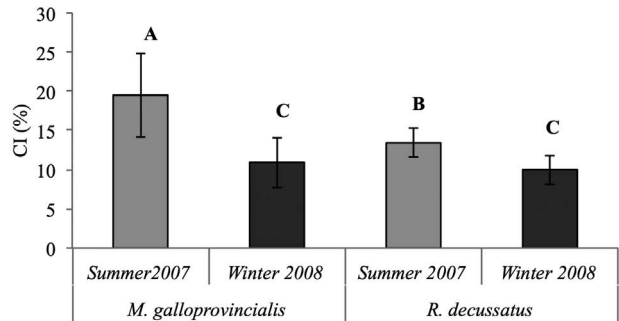 30
25
20
15
10
5
0
CI (%)
A
C
B
C
Summer2007 Winter 2008 Summer 2007 Winter 2008
M. galloprovincialis R. decussatus